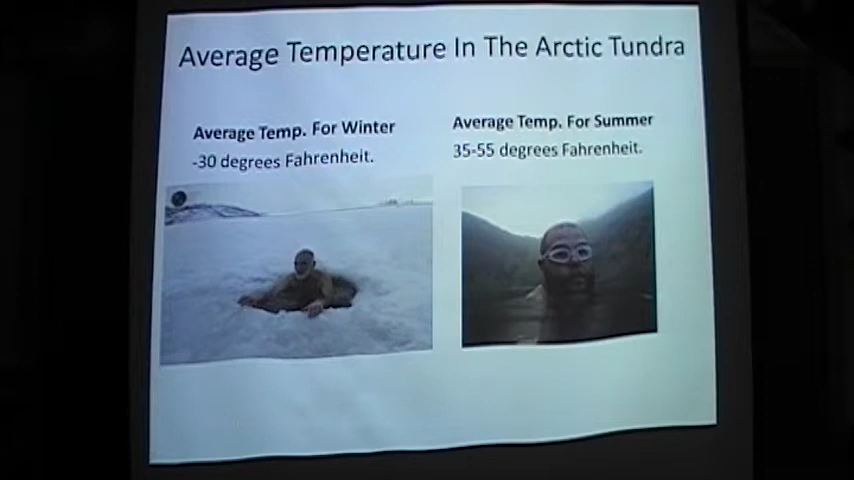 Average Temperature In The Arctic Tundra
Average Temp. For Winter
-30 degrees Fahrenheit.
Average Temp. For Summer
35-55 degrees Fahrenheit.